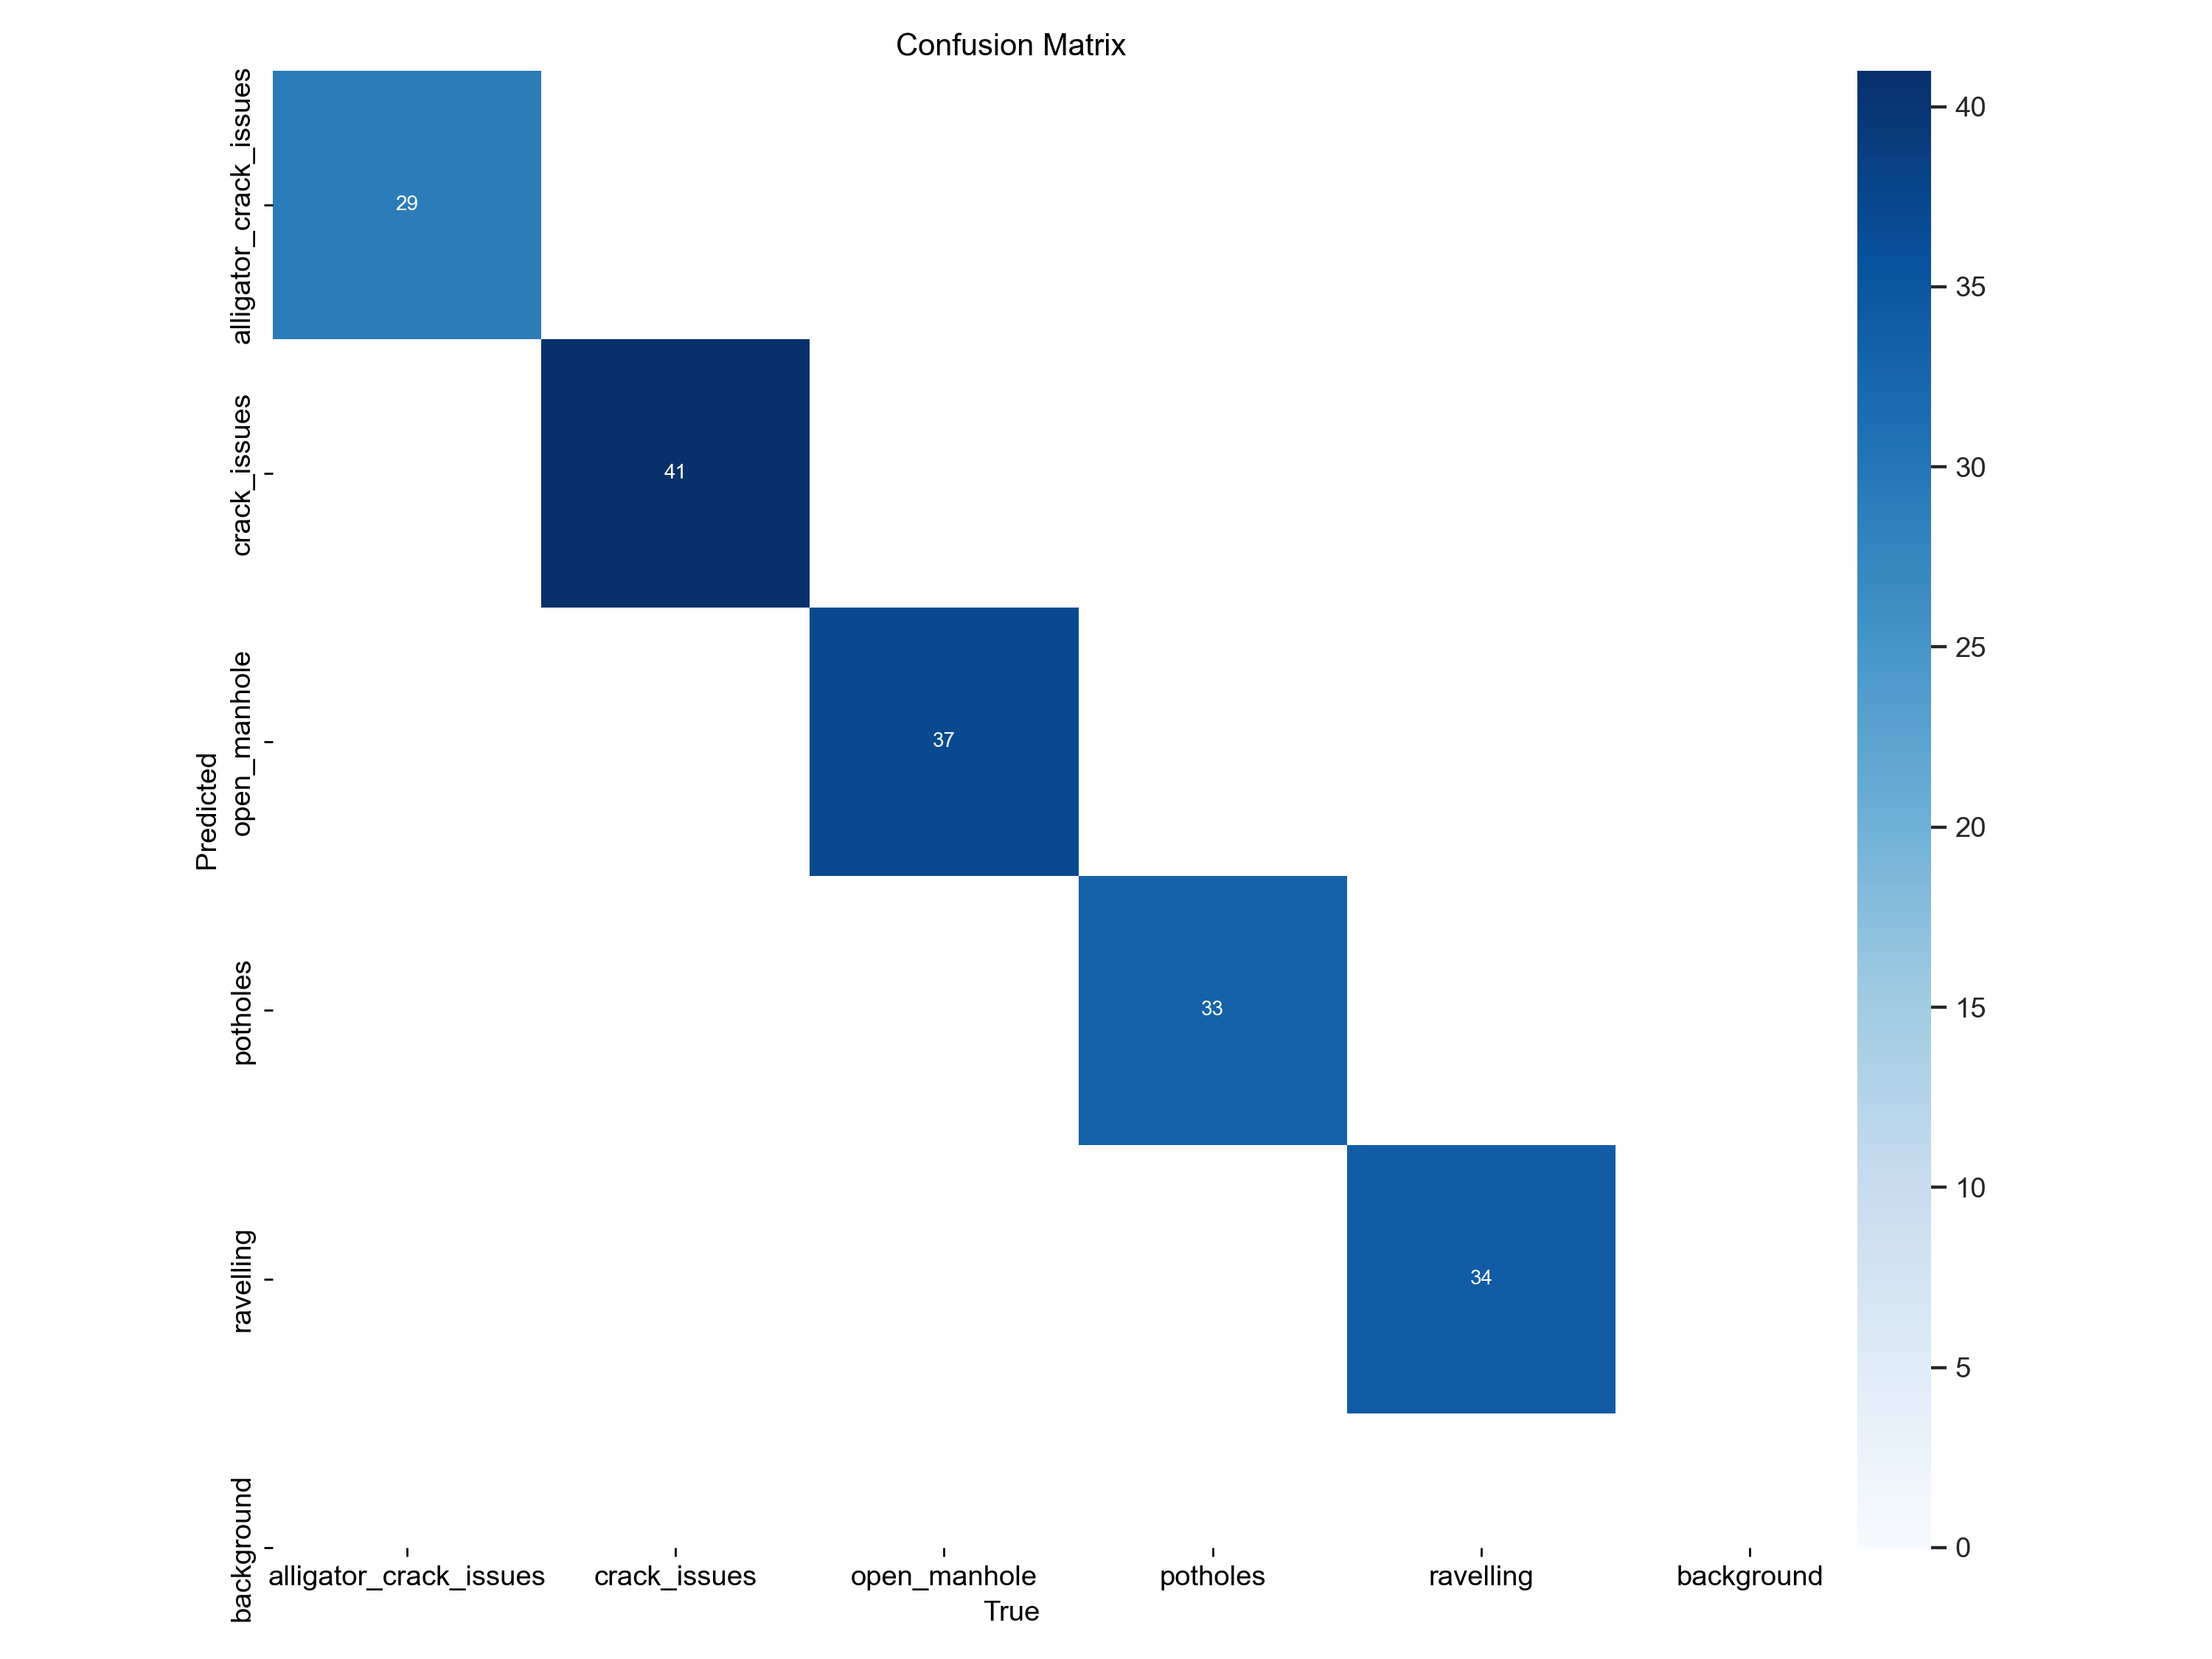 Confusion Matrix
alligator_crack_issues
crack_issues
open_manhole
potholes
ravelling
background
Predicted
29
41
37
33
34
alligator_crack_issues
crack_issues
open_manhole
potholes
ravelling
background
True
40
35
30
25
20
15
10
5
0